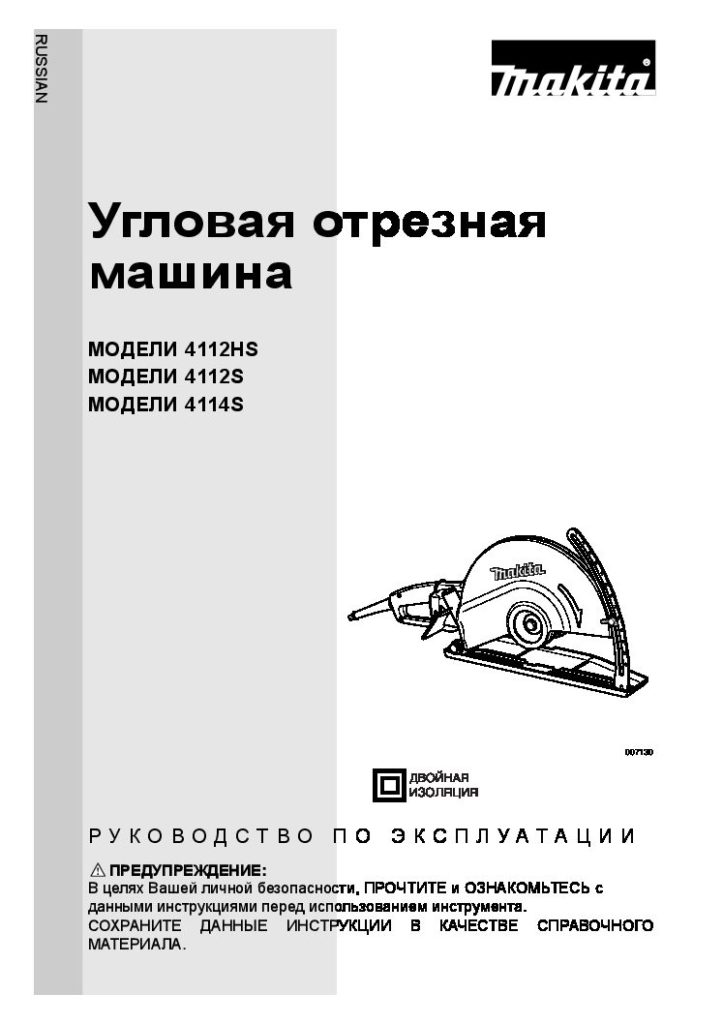 RUSSIAN
Makita®
Угловая отрезная
машина
МОДЕЛИ 4112HS
МОДЕЛИ 4112S
МОДЕЛИ 4114S
Makita
007130
ДВОЙНАЯ
ИЗОЛЯЦИЯ
РУКОВОДСТВО ПО ЭКСПЛУАТАЦИИ
⚠ ПРЕДУПРЕЖДЕНИЕ:
В целях Вашей личной безопасности, ПРОЧТИТЕ и ОЗНАКОМЬТЕСЬ с
данными инструкциями перед использованием инструмента.
СОХРАНИТЕ ДАННЫЕ ИНСТРУКЦИИ В КАЧЕСТВЕ СПРАВОЧНОГО
МАТЕРИАЛА.